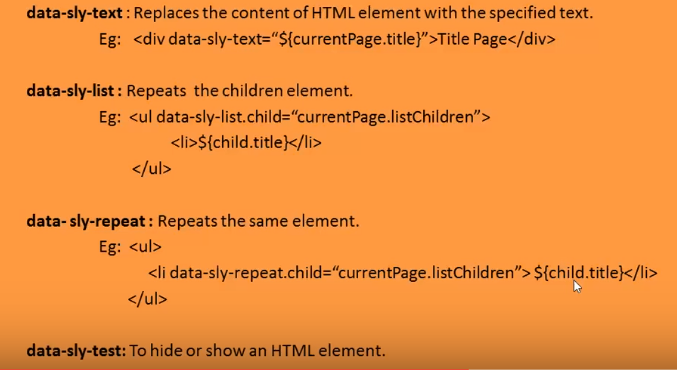 data-sly-text : Replaces the content of HTML element with the specified text.
Eg: <div data-sly-text=“${currentPage.title}”>Title Page</div>
data-sly-list : Repeats the children element.
Eg: <ul data-sly-list.child=“currentPage.listChildren”>
<li>${child.title}</li>
</ul>
data- sly-repeat : Repeats the same element.
Eg: <ul>
<li data-sly-repeat.child=“currentPage.listChildren”> ${child.title}</li>
</ul>
data-sly-test: To hide or show an HTML element.